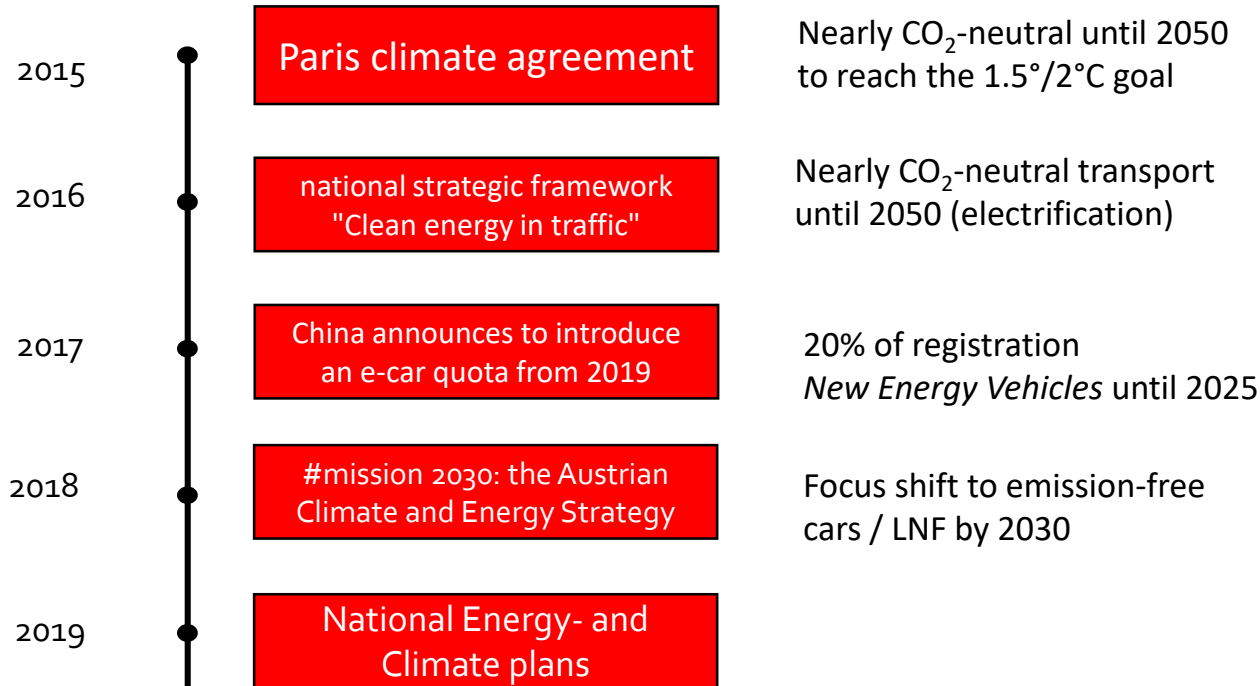 2015
Paris climate agreement
Nearly CO₂-neutral until 2050
to reach the 1.5°/2°C goal
2016
national strategic framework
"Clean energy in traffic"
Nearly CO₂-neutral transport
until 2050 (electrification)
2017
China announces to introduce
an e-car quota from 2019
20% of registration
New Energy Vehicles until 2025
2018
#mission 2030: the Austrian
Climate and Energy Strategy
Focus shift to emission-free
cars / LNF by 2030
2019
National Energy- and
Climate plans